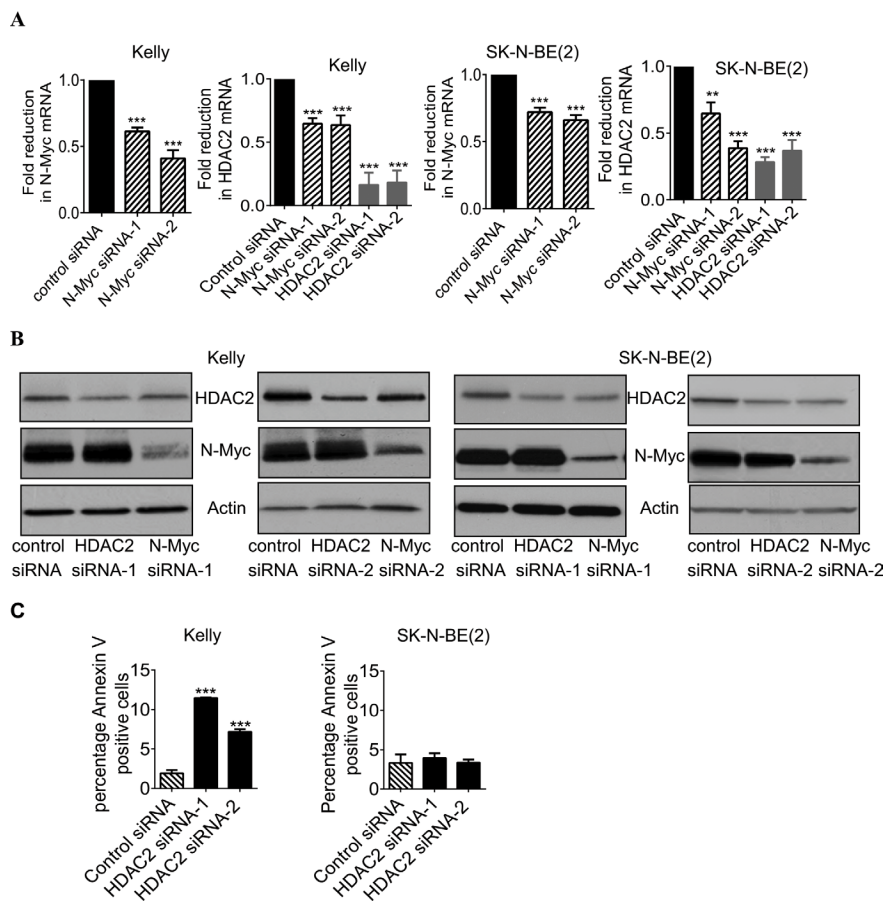 A
Kelly
Fold reduction
in N-Myc mRNA
1.0
0.5
0.0
***
***
control siRNA
N-Myc siRNA-1
N-Myc siRNA-2
Kelly
Fold reduction
in HDAC2 mRNA
1.0
0.5
0.0
***
***
***
***
Control siRNA
N-Myc siRNA-1
N-Myc siRNA-2
HDAC2 siRNA-1
HDAC2 siRNA-2
SK-N-BE(2)
Fold reduction
in N-Myc mRNA
1.0
0.5
0.0
***
***
control siRNA
N-Myc siRNA-1
N-Myc siRNA-2
SK-N-BE(2)
Fold reduction
in HDAC2 mRNA
1.0
0.5
0.0
**
***
***
***
control siRNA
N-Myc siRNA-1
N-Myc siRNA-2
HDAC2 siRNA-1
HDAC2 siRNA-2
B
Kelly
SK-N-BE(2)
HDAC2
HDAC2
N-Myc
N-Myc
Actin
Actin
control HDAC2 N-Myc control HDAC2 N-Myc control HDAC2 N-Myc control HDAC2 N-Myc
siRNA siRNA-1 siRNA-1 siRNA siRNA-2 siRNA-2 siRNA siRNA-1 siRNA-1 siRNA siRNA-2 siRNA-2
C
Kelly
percentage Annexin V
positive cells
15
10
5
0
***
***
Control siRNA
HDAC2 siRNA-1
HDAC2 siRNA-2
SK-N-BE(2)
Percentage Annexin V
positive cells
15
10
5
0
Control siRNA
HDAC2 siRNA-1
HDAC2 siRNA-2